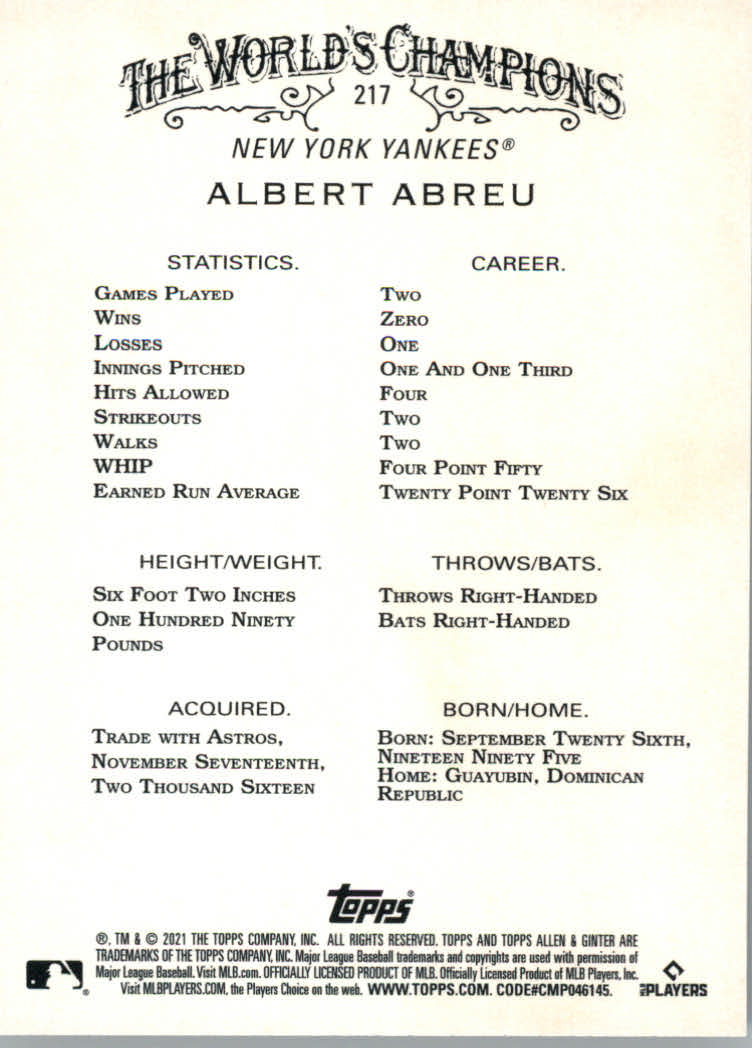 THE WORLD'S CHAMPIONS
217
NEW YORK YANKEES®
ALBERT ABREU
STATISTICS. CAREER.
GAMES PLAYED TWO
WINS ZERO
LOSSES ONE
INNINGS PITCHED ONE AND ONE THIRD
HITS ALLOWED FOUR
STRIKEOUTS TWO
WALKS TWO
WHIP FOUR POINT FIFTY
EARNED RUN AVERAGE TWENTY POINT TWENTY SIX
HEIGHT/WEIGHT.
SIX FOOT TWO INCHES
ONE HUNDRED NINETY
POUNDS
THROWS/BATS.
THROWS RIGHT-HANDED
BATS RIGHT-HANDED
ACQUIRED.
TRADE WITH ASTROS,
NOVEMBER SEVENTEENTH,
TWO THOUSAND SIXTEEN
BORN/HOME.
BORN: SEPTEMBER TWENTY SIXTH,
NINETEEN NINETY FIVE
HOME: GUAYUBIN, DOMINICAN
REPUBLIC
Topps®
®, TM & © 2021 THE TOPPS COMPANY, INC. ALL RIGHTS RESERVED. TOPPS AND TOPPS ALLEN & GINTER ARE
TRADEMARKS OF THE TOPPS COMPANY, INC. Major League Baseball trademarks and copyrights are used with permission of
Major League Baseball. Visit MLB.com. OFFICIALLY LICENSED PRODUCT OF MLB. Officially Licensed Product of MLB Players, Inc.
Visit MLBPLAYERS.COM, the Players Choice on the web. WWW.TOPPS.COM. CODE#CMP046145.
®
MLB PLAYERS